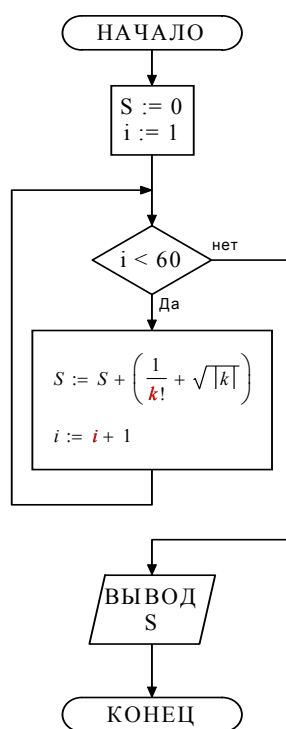 НАЧАЛО
S := 0
i := 1
нет
i < 60
Да
S := S + ( 1/k! + √|k| )
i := i + 1
ВЫВОД
S
КОНЕЦ